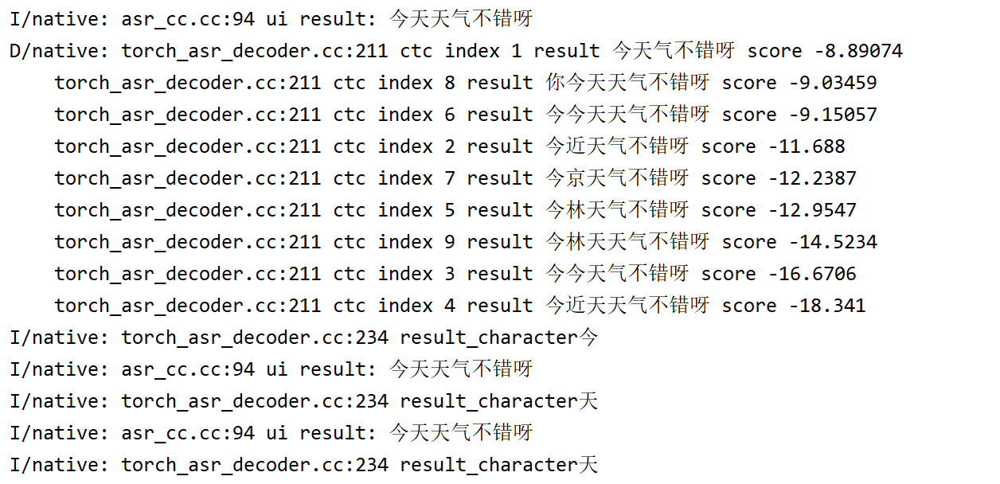 I/native: asr_cc.cc:94 ui result: 今天天气不错呀
D/native: torch_asr_decoder.cc:211 ctc index 1 result 今天气不错呀 score -8.89074
torch_asr_decoder.cc:211 ctc index 8 result 你今天天气不错呀 score -9.03459
torch_asr_decoder.cc:211 ctc index 6 result 今今天天气不错呀 score -9.15057
torch_asr_decoder.cc:211 ctc index 2 result 今近天气不错呀 score -11.688
torch_asr_decoder.cc:211 ctc index 7 result 今京天气不错呀 score -12.2387
torch_asr_decoder.cc:211 ctc index 5 result 今林天气不错呀 score -12.9547
torch_asr_decoder.cc:211 ctc index 9 result 今林天天气不错呀 score -14.5234
torch_asr_decoder.cc:211 ctc index 3 result 今今天气不错呀 score -16.6706
torch_asr_decoder.cc:211 ctc index 4 result 今近天天气不错呀 score -18.341
I/native: torch_asr_decoder.cc:234 result_character今
I/native: asr_cc.cc:94 ui result: 今天天气不错呀
I/native: torch_asr_decoder.cc:234 result_character天
I/native: asr_cc.cc:94 ui result: 今天天气不错呀
I/native: torch_asr_decoder.cc:234 result_character天